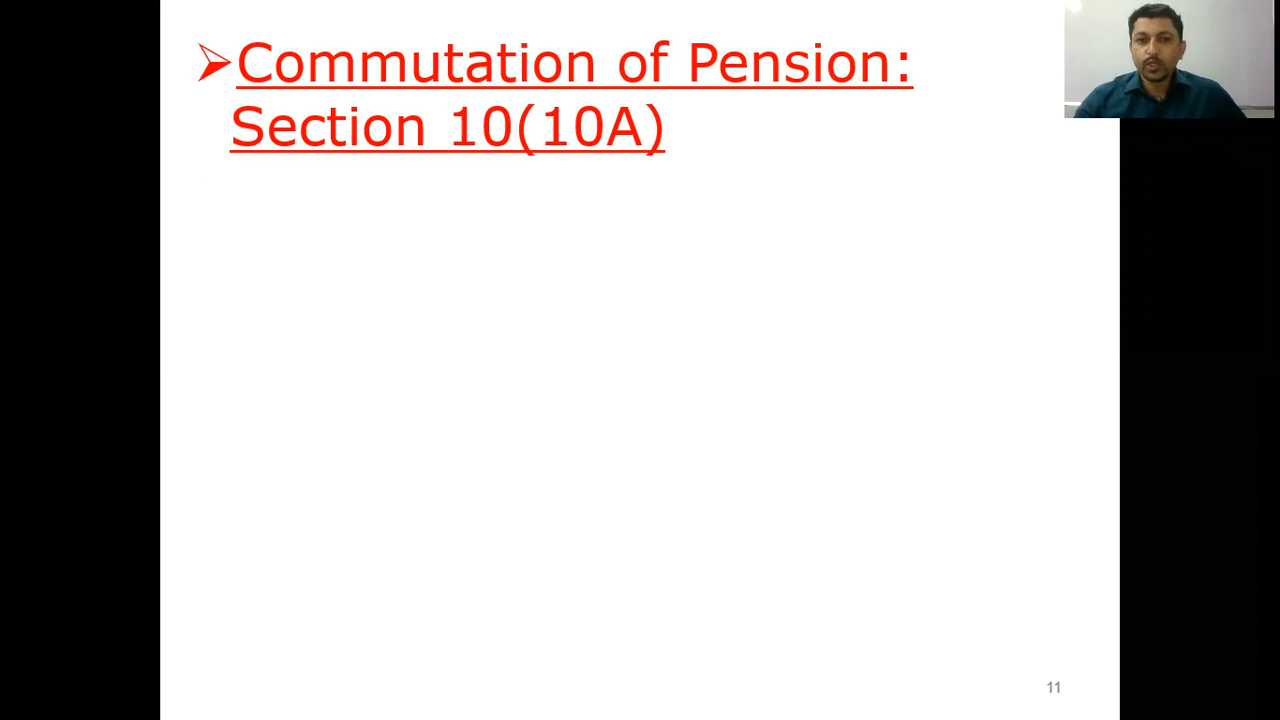 ➢Commutation of Pension:
Section 10(10A)
11